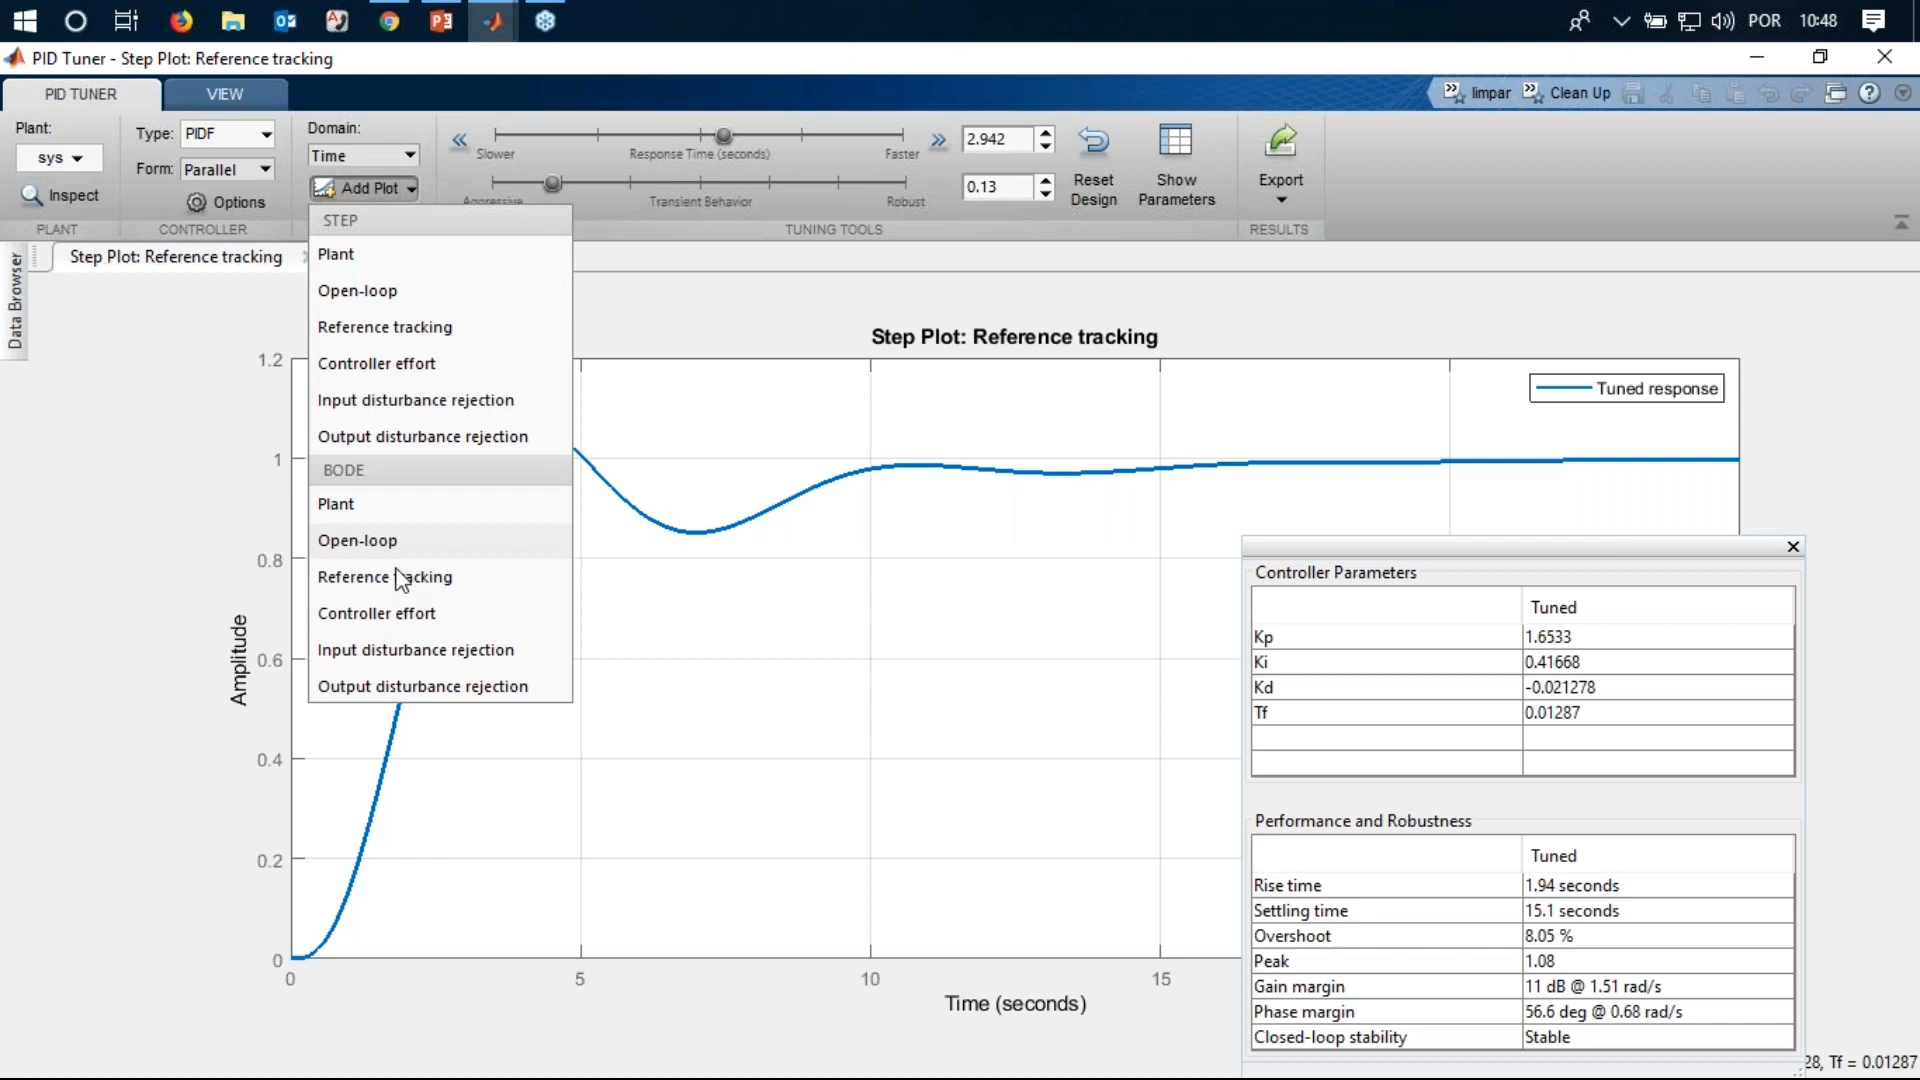 POR 10:48
PID Tuner - Step Plot: Reference tracking
PID TUNER VIEW
limpar Clean Up
Plant:
sys
Inspect
PLANT
Type: PIDF
Form: Parallel
Options
CONTROLLER
Domain:
Time
Add Plot
Slower Response Time (seconds) Faster
2.942
Aggressive Transient Behavior Robust
0.13
TUNING TOOLS
Reset
Design
Show
Parameters
Export
RESULTS
Data Browser
Step Plot: Reference tracking
STEP
Plant
Open-loop
Reference tracking
Controller effort
Input disturbance rejection
Output disturbance rejection
BODE
Plant
Open-loop
Reference tracking
Controller effort
Input disturbance rejection
Output disturbance rejection
Step Plot: Reference tracking
Tuned response
1.2
1
0.8
0.6
0.4
0.2
0
Amplitude
0 5 10 15
Time (seconds)
Controller Parameters
Tuned
Kp 1.6533
Ki 0.41668
Kd -0.021278
Tf 0.01287
Performance and Robustness
Tuned
Rise time 1.94 seconds
Settling time 15.1 seconds
Overshoot 8.05 %
Peak 1.08
Gain margin 11 dB @ 1.51 rad/s
Phase margin 56.6 deg @ 0.68 rad/s
Closed-loop stability Stable
28, Tf = 0.01287